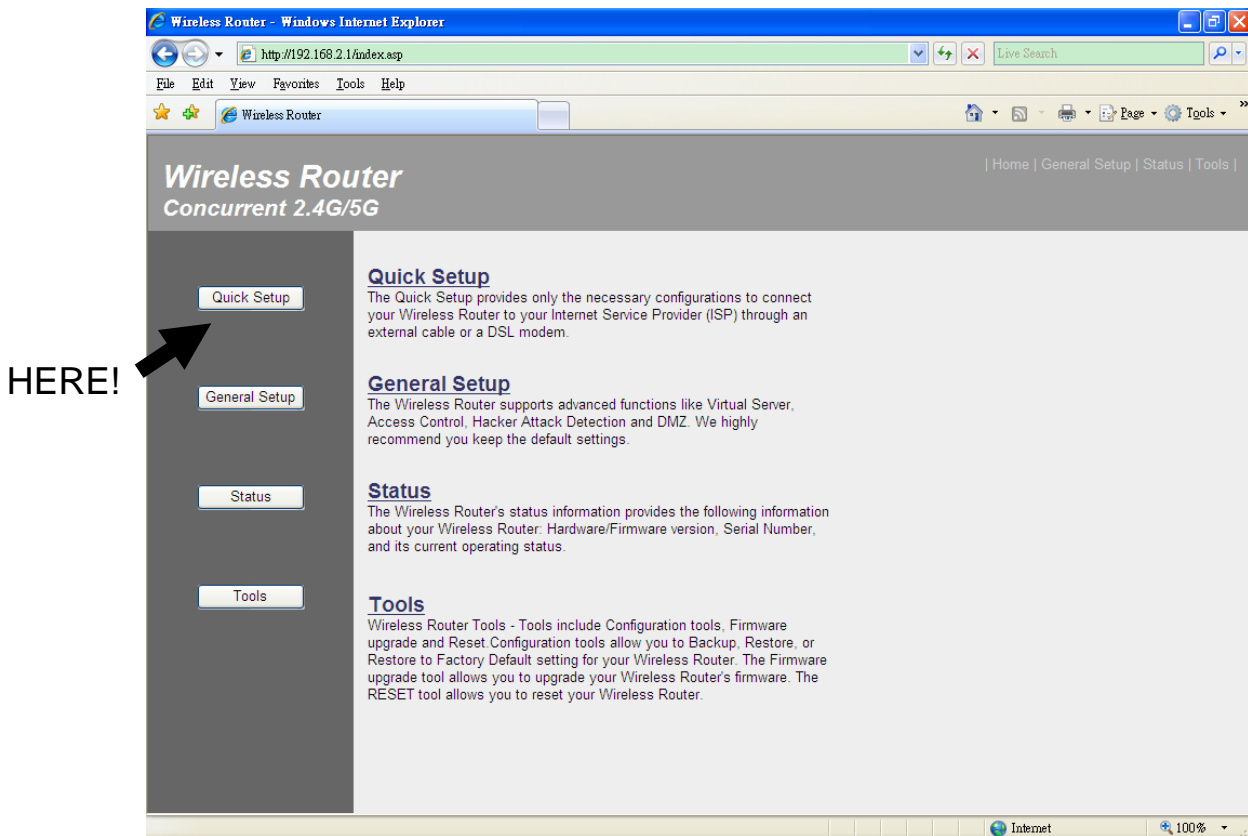 Wireless Router - Windows Internet Explorer
http://192.168.2.1/index.asp
Live Search
File Edit View Favorites Tools Help
Wireless Router
Page Tools »
Wireless Router
Concurrent 2.4G/5G
| Home | General Setup | Status | Tools |
HERE!
Quick Setup
General Setup
Status
Tools
Quick Setup
The Quick Setup provides only the necessary configurations to connect
your Wireless Router to your Internet Service Provider (ISP) through an
external cable or a DSL modem.
General Setup
The Wireless Router supports advanced functions like Virtual Server,
Access Control, Hacker Attack Detection and DMZ. We highly
recommend you keep the default settings.
Status
The Wireless Router's status information provides the following information
about your Wireless Router: Hardware/Firmware version, Serial Number,
and its current operating status.
Tools
Wireless Router Tools - Tools include Configuration tools, Firmware
upgrade and Reset.Configuration tools allow you to Backup, Restore, or
Restore to Factory Default setting for your Wireless Router. The Firmware
upgrade tool allows you to upgrade your Wireless Router's firmware. The
RESET tool allows you to reset your Wireless Router.
Internet
100%